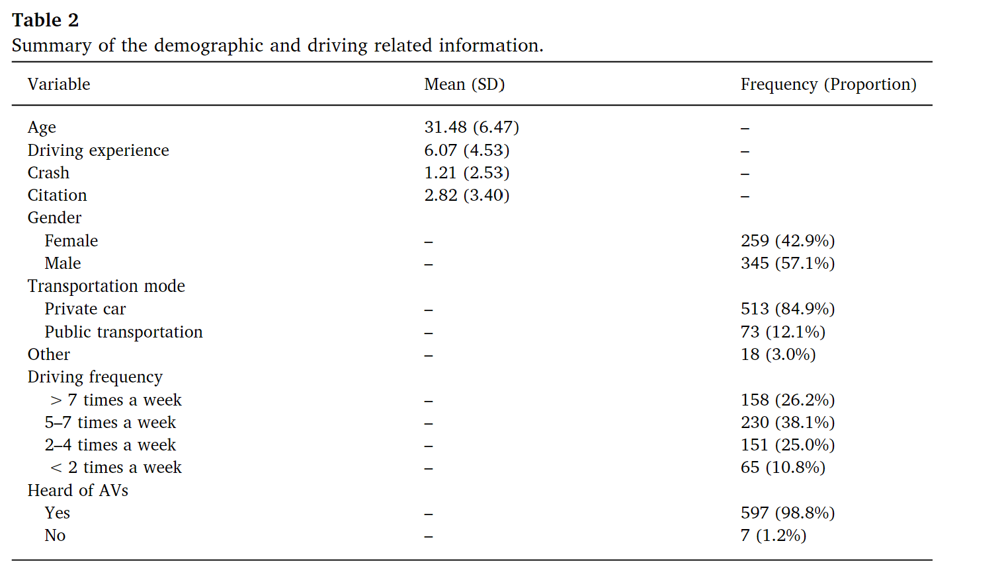 Table 2
Summary of the demographic and driving related information.
Variable Mean (SD) Frequency (Proportion)
Age 31.48 (6.47) –
Driving experience 6.07 (4.53) –
Crash 1.21 (2.53) –
Citation 2.82 (3.40) –
Gender
Female – 259 (42.9%)
Male – 345 (57.1%)
Transportation mode
Private car – 513 (84.9%)
Public transportation – 73 (12.1%)
Other – 18 (3.0%)
Driving frequency
> 7 times a week – 158 (26.2%)
5–7 times a week – 230 (38.1%)
2–4 times a week – 151 (25.0%)
< 2 times a week – 65 (10.8%)
Heard of AVs
Yes – 597 (98.8%)
No – 7 (1.2%)